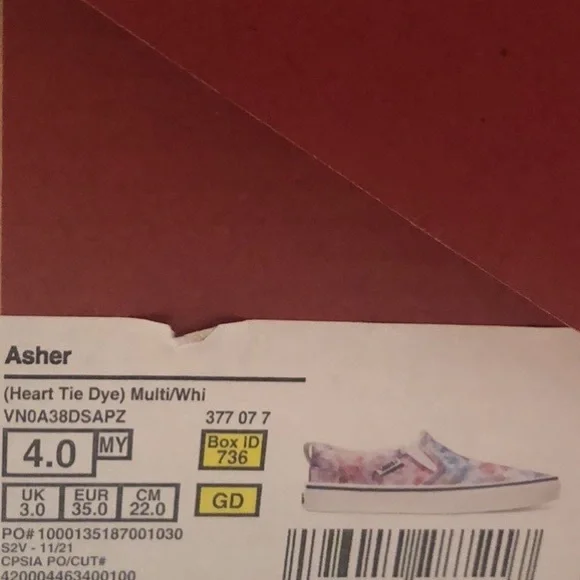 Asher
(Heart Tie Dye) Multi/Whi
VN0A38DSAPZ 377 07 7
4.0 MY Box ID 736
UK 3.0 EUR 35.0 CM 22.0 GD
PO# 1000135187001030
S2V - 11/21
CPSIA PO/CUT#
420004463400100